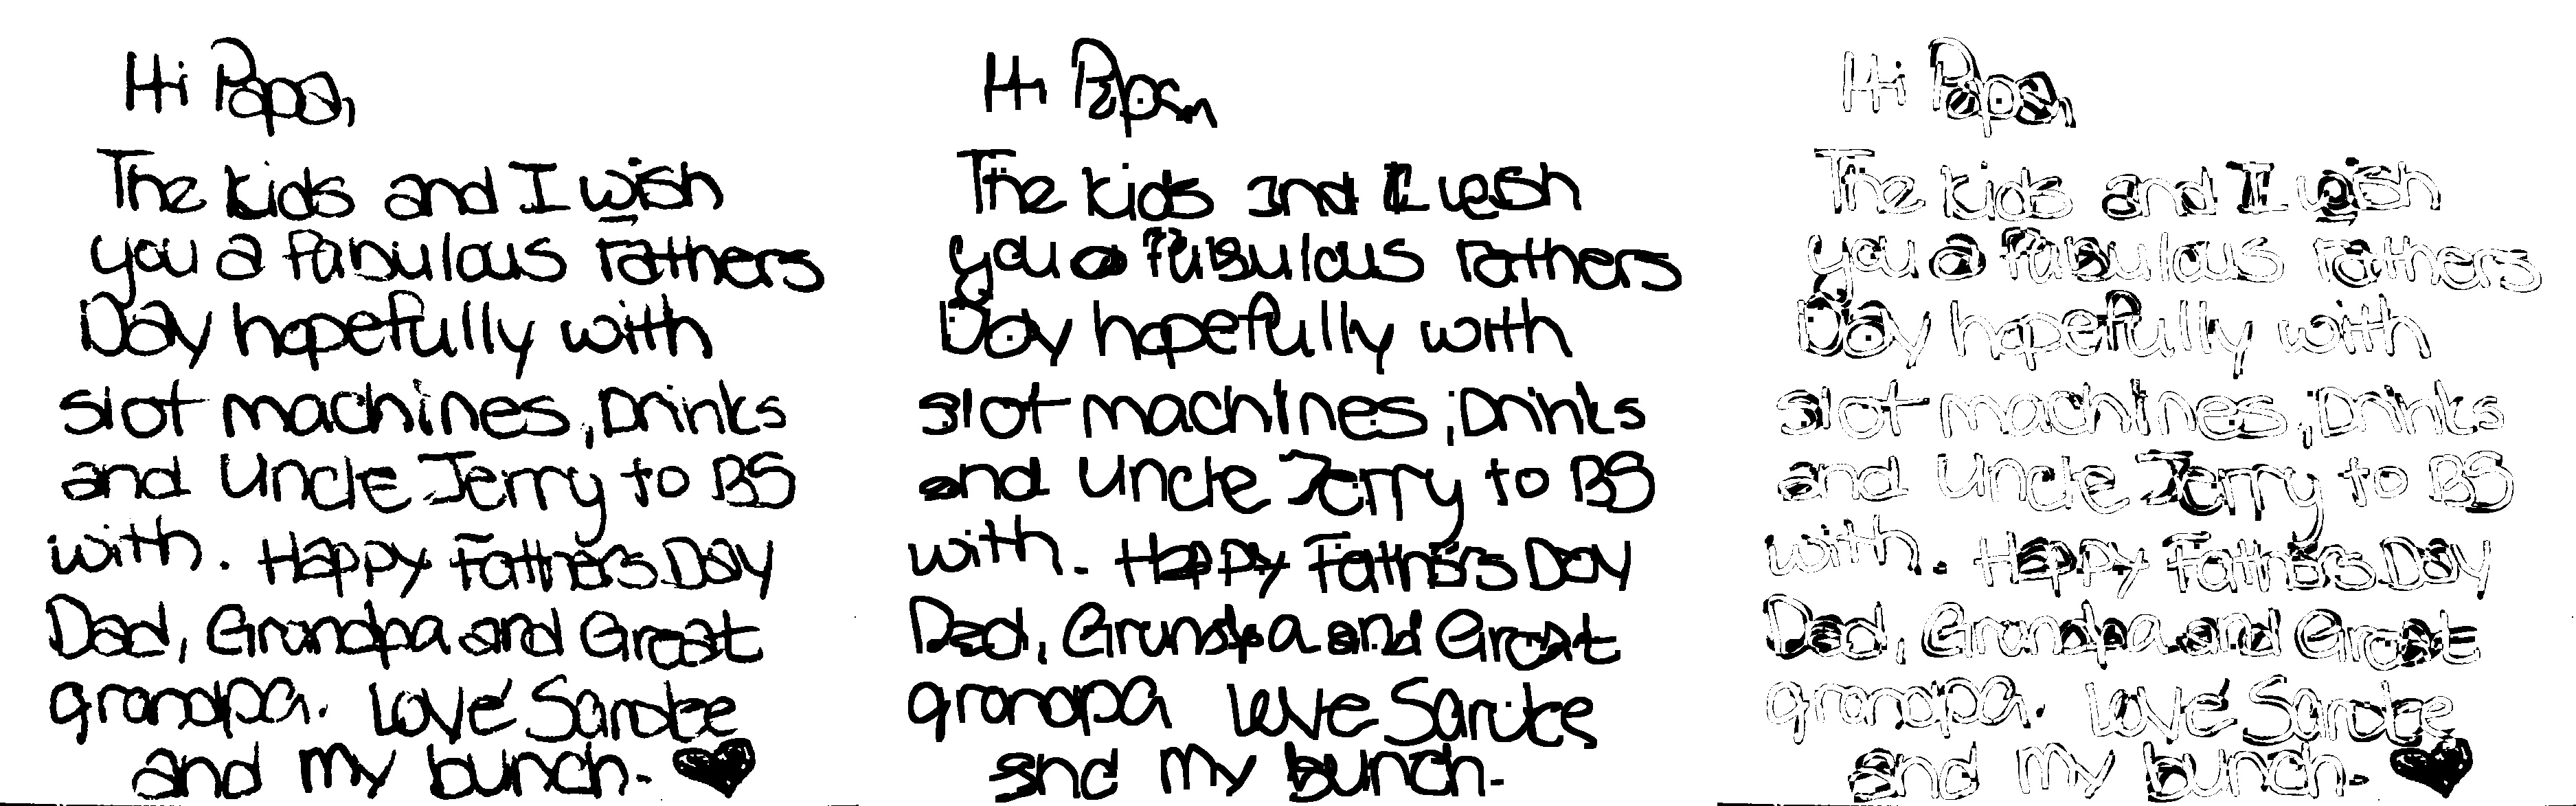 Hi Papa,
The kids and I wish
you a fabulous Fathers
Day hopefully with
slot machines, Drinks
and Uncle Jerry to BS
with. Happy Fathers Day
Dad, Grandpa and Great
grandpa. Love
and my bunch. ♥
Hi Papa,
The kids and I wish
you a fabulous Fathers
Day hopefully with
slot machines, Drinks
and Uncle Jerry to BS
with. Happy Fathers Day
Dad, Grandpa and Great
grandpa Love
and my bunch.
Hi Papa,
The kids and I wish
you a fabulous Fathers
Day hopefully with
slot machines, Drinks
and Uncle Jerry to BS
with. Happy Fathers Day
Dad, Grandpa and Great
grandpa. Love
and my bunch. ♥